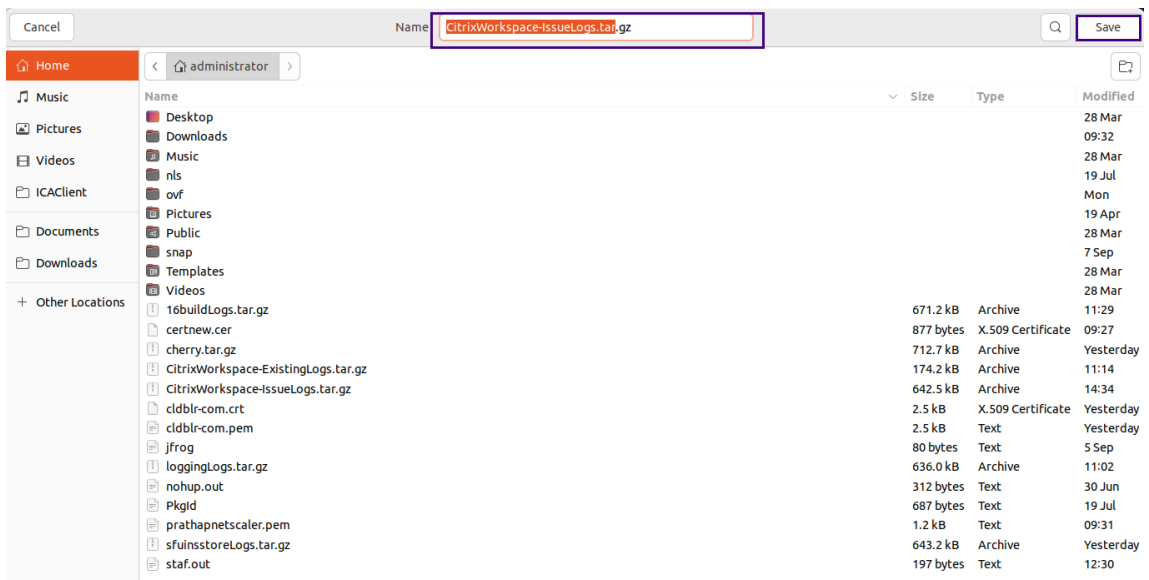 Cancel Name CitrixWorkspace-IssueLogs.tar.gz Save
Home administrator
Music
Pictures
Videos
ICAClient
Documents
Downloads
+ Other Locations
Name Size Type Modified
Desktop 28 Mar
Downloads 09:32
Music 28 Mar
nls 19 Jul
ovf Mon
Pictures 19 Apr
Public 28 Mar
snap 7 Sep
Templates 28 Mar
Videos 28 Mar
16buildLogs.tar.gz 671.2 kB Archive 11:29
certnew.cer 877 bytes X.509 Certificate 09:27
cherry.tar.gz 712.7 kB Archive Yesterday
CitrixWorkspace-ExistingLogs.tar.gz 174.2 kB Archive 11:14
CitrixWorkspace-IssueLogs.tar.gz 642.5 kB Archive 14:34
cldblr-com.crt 2.5 kB X.509 Certificate Yesterday
cldblr-com.pem 2.5 kB Text Yesterday
jfrog 80 bytes Text 5 Sep
loggingLogs.tar.gz 636.0 kB Archive 11:02
nohup.out 312 bytes Text 30 Jun
PkgId 687 bytes Text 19 Jul
prathapnetscaler.pem 1.2 kB Text 09:31
sfuinsstoreLogs.tar.gz 643.2 kB Archive Yesterday
staf.out 197 bytes Text 12:30